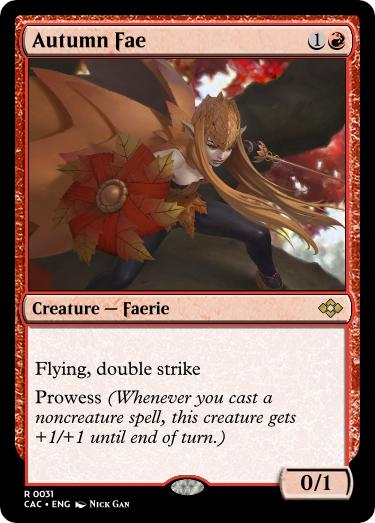 Autumn Fae 1
Creature — Faerie
Flying, double strike
Prowess (Whenever you cast a
noncreature spell, this creature gets
+1/+1 until end of turn.)
0/1
R 0031
CAC • ENG Nick Gan